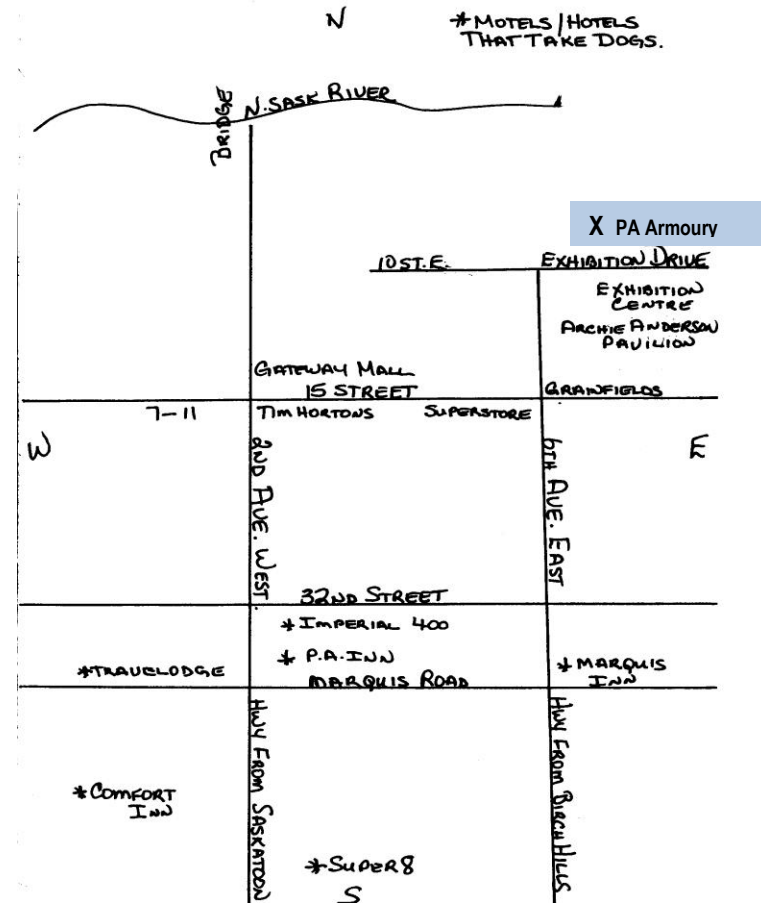 N
*MOTELS/HOTELS
THAT TAKE DOGS.
BRIDGE
N. SASK RIVER
X PA Armoury
10 ST. E.
EXHIBITION DRIVE
EXHIBITION
CENTRE
ARCHIE ANDERSON
PAVILION
GATEWAY MALL
15 STREET
GRAINFIELDS
7-11
TIM HORTONS
SUPERSTORE
W
E
2ND AVE. WEST.
6TH AVE. EAST
32ND STREET
*IMPERIAL 400
*TRAVELODGE
* P.A. INN
MARQUIS ROAD
*MARQUIS
INN
HWY FROM SASKATOON
HWY FROM BIRCH HILLS
*COMFORT
INN
*SUPER 8
S